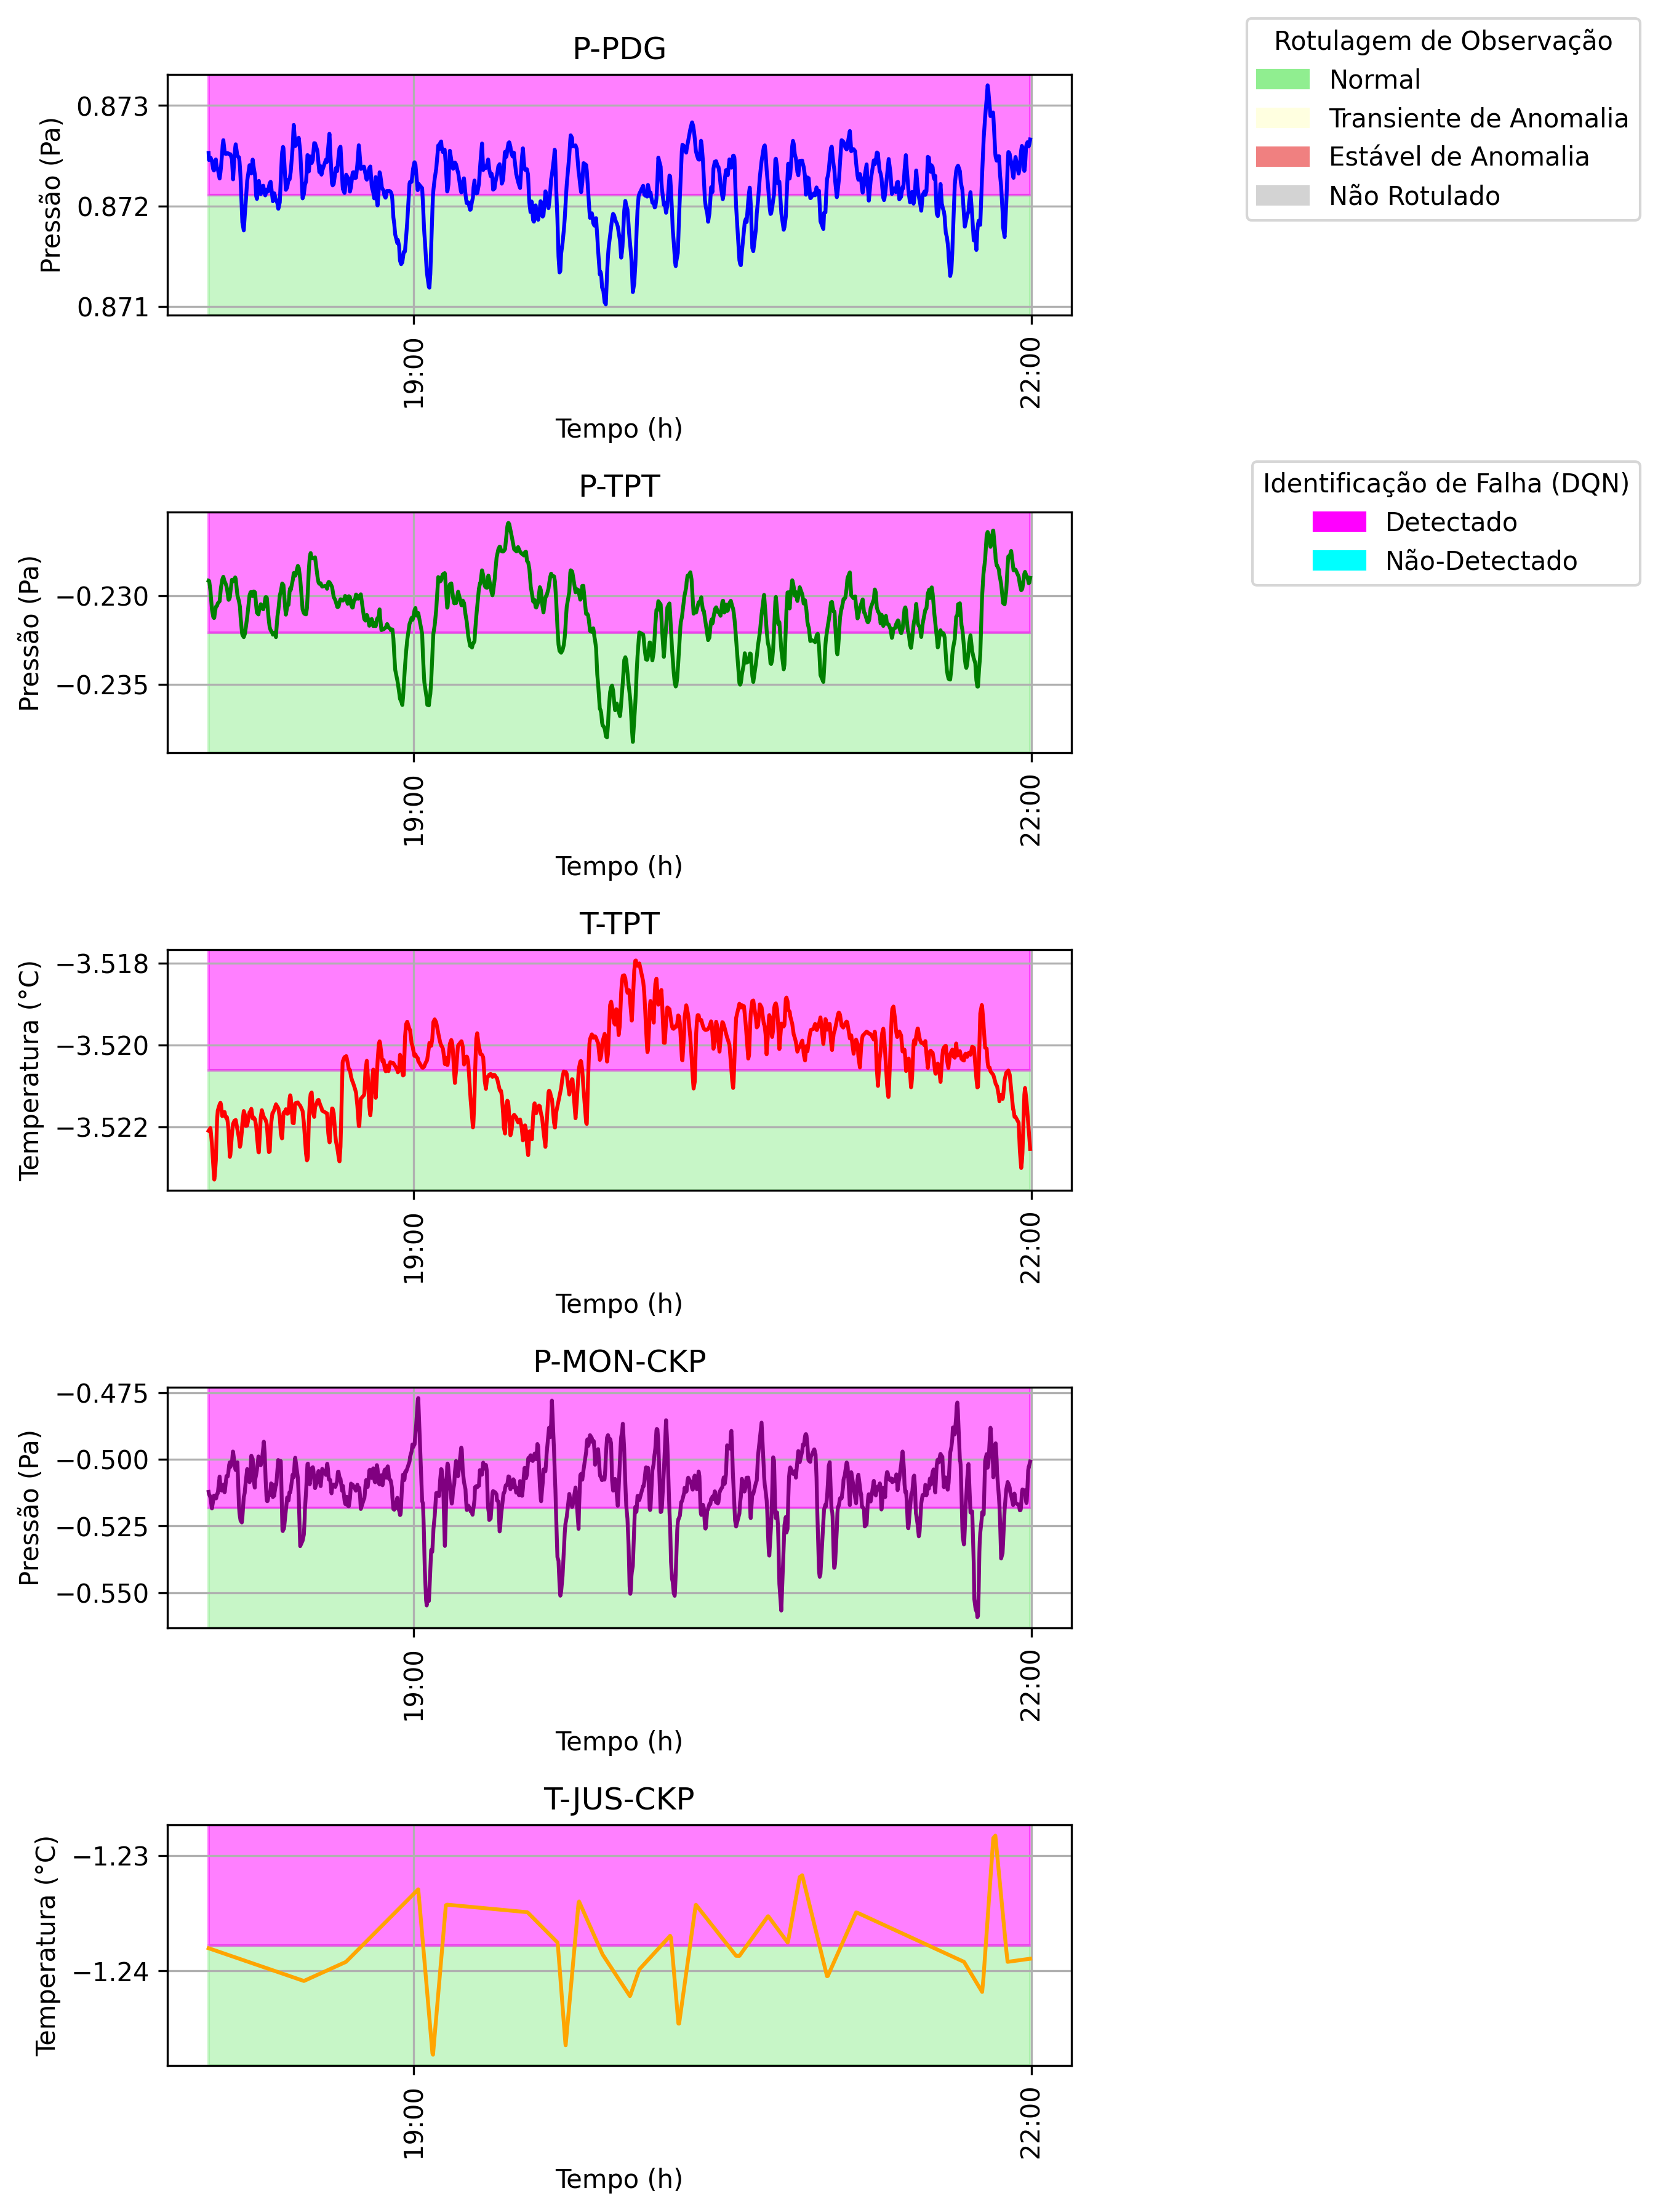 P-PDG
0.873
0.872
0.871
Pressão (Pa)
19:00
22:00
Tempo (h)
Rotulagem de Observação
Normal
Transiente de Anomalia
Estável de Anomalia
Não Rotulado
P-TPT
−0.230
−0.235
Pressão (Pa)
19:00
22:00
Tempo (h)
Identificação de Falha (DQN)
Detectado
Não-Detectado
T-TPT
−3.518
−3.520
−3.522
Temperatura (°C)
19:00
22:00
Tempo (h)
P-MON-CKP
−0.475
−0.500
−0.525
−0.550
Pressão (Pa)
19:00
22:00
Tempo (h)
T-JUS-CKP
−1.23
−1.24
Temperatura (°C)
19:00
22:00
Tempo (h)